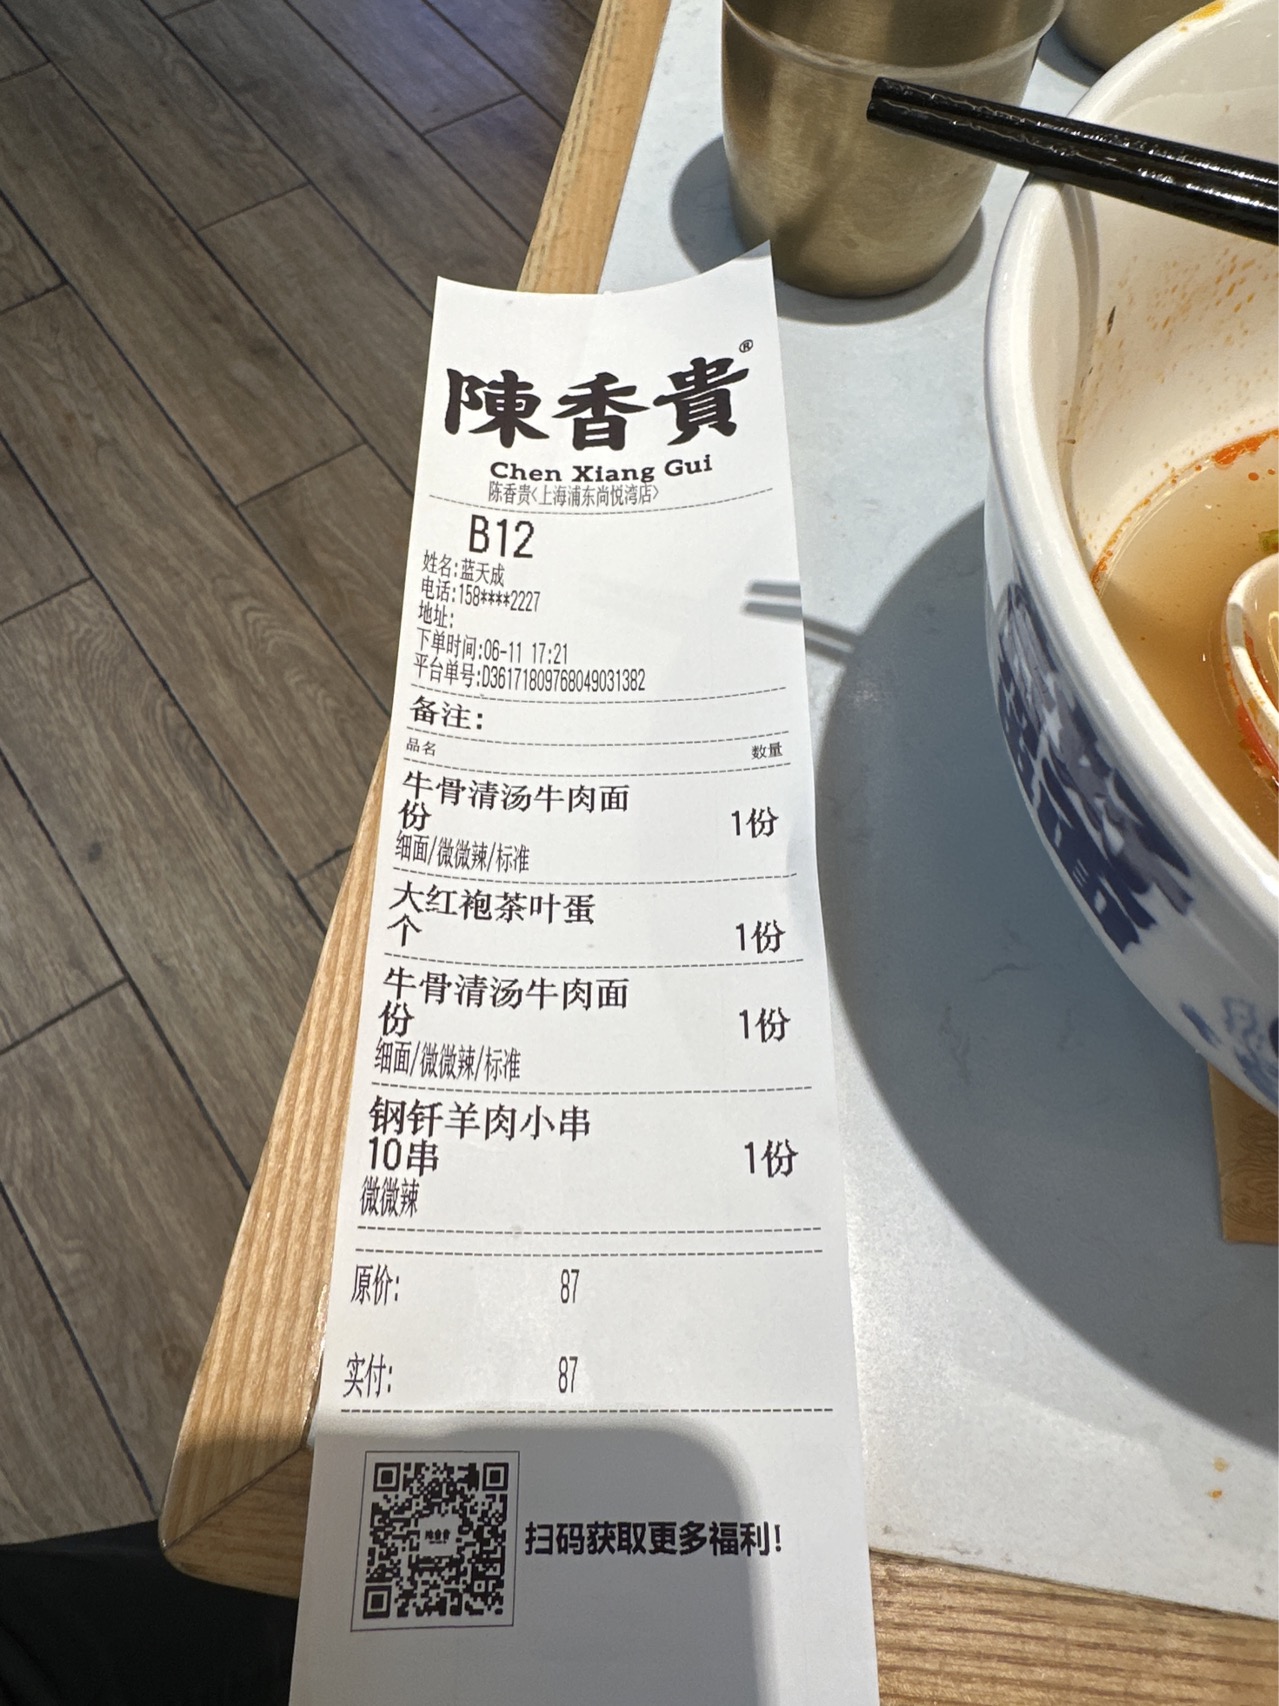 陳香貴®
Chen Xiang Gui
陈香贵<上海浦东尚悦湾店>
B12
姓名:蓝天成
电话:158****2227
地址:
下单时间:06-11 17:21
平台单号:D36171809768049031382
备注:
品名 数量
牛骨清汤牛肉面
份 1份
细面/微微辣/标准
大红袍茶叶蛋
个 1份
牛骨清汤牛肉面
份 1份
细面/微微辣/标准
钢钎羊肉小串
10串 1份
微微辣
原价: 87
实付: 87
扫码获取更多福利!